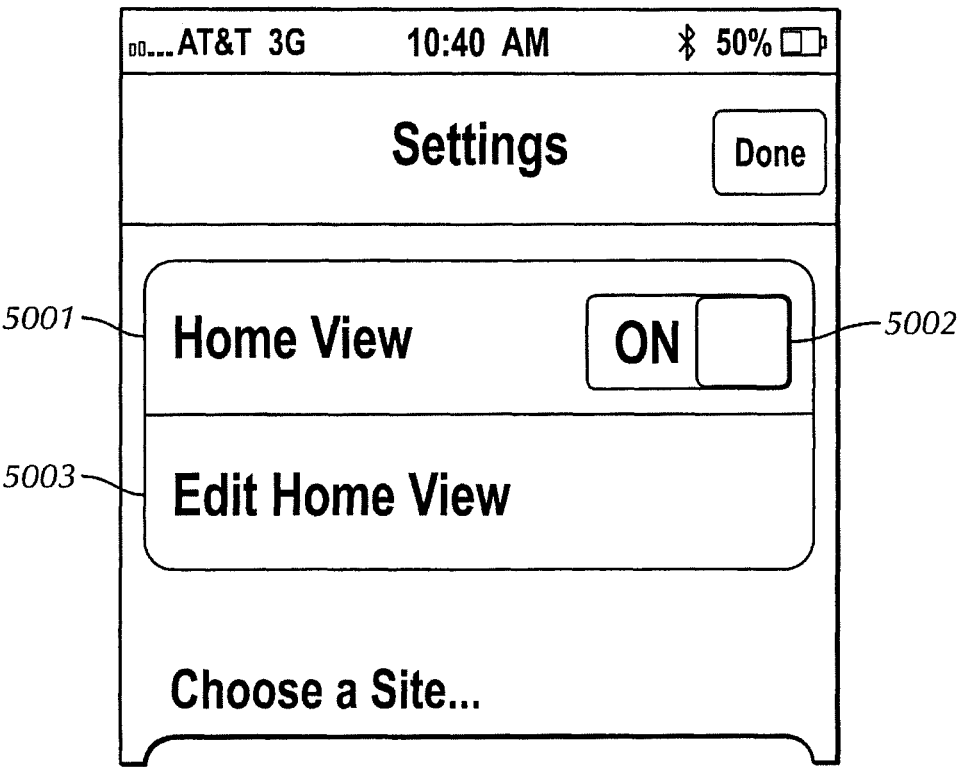 AT&T 3G 10:40 AM 50%
Settings
Done
5001
Home View
ON
5002
5003
Edit Home View
Choose a Site...